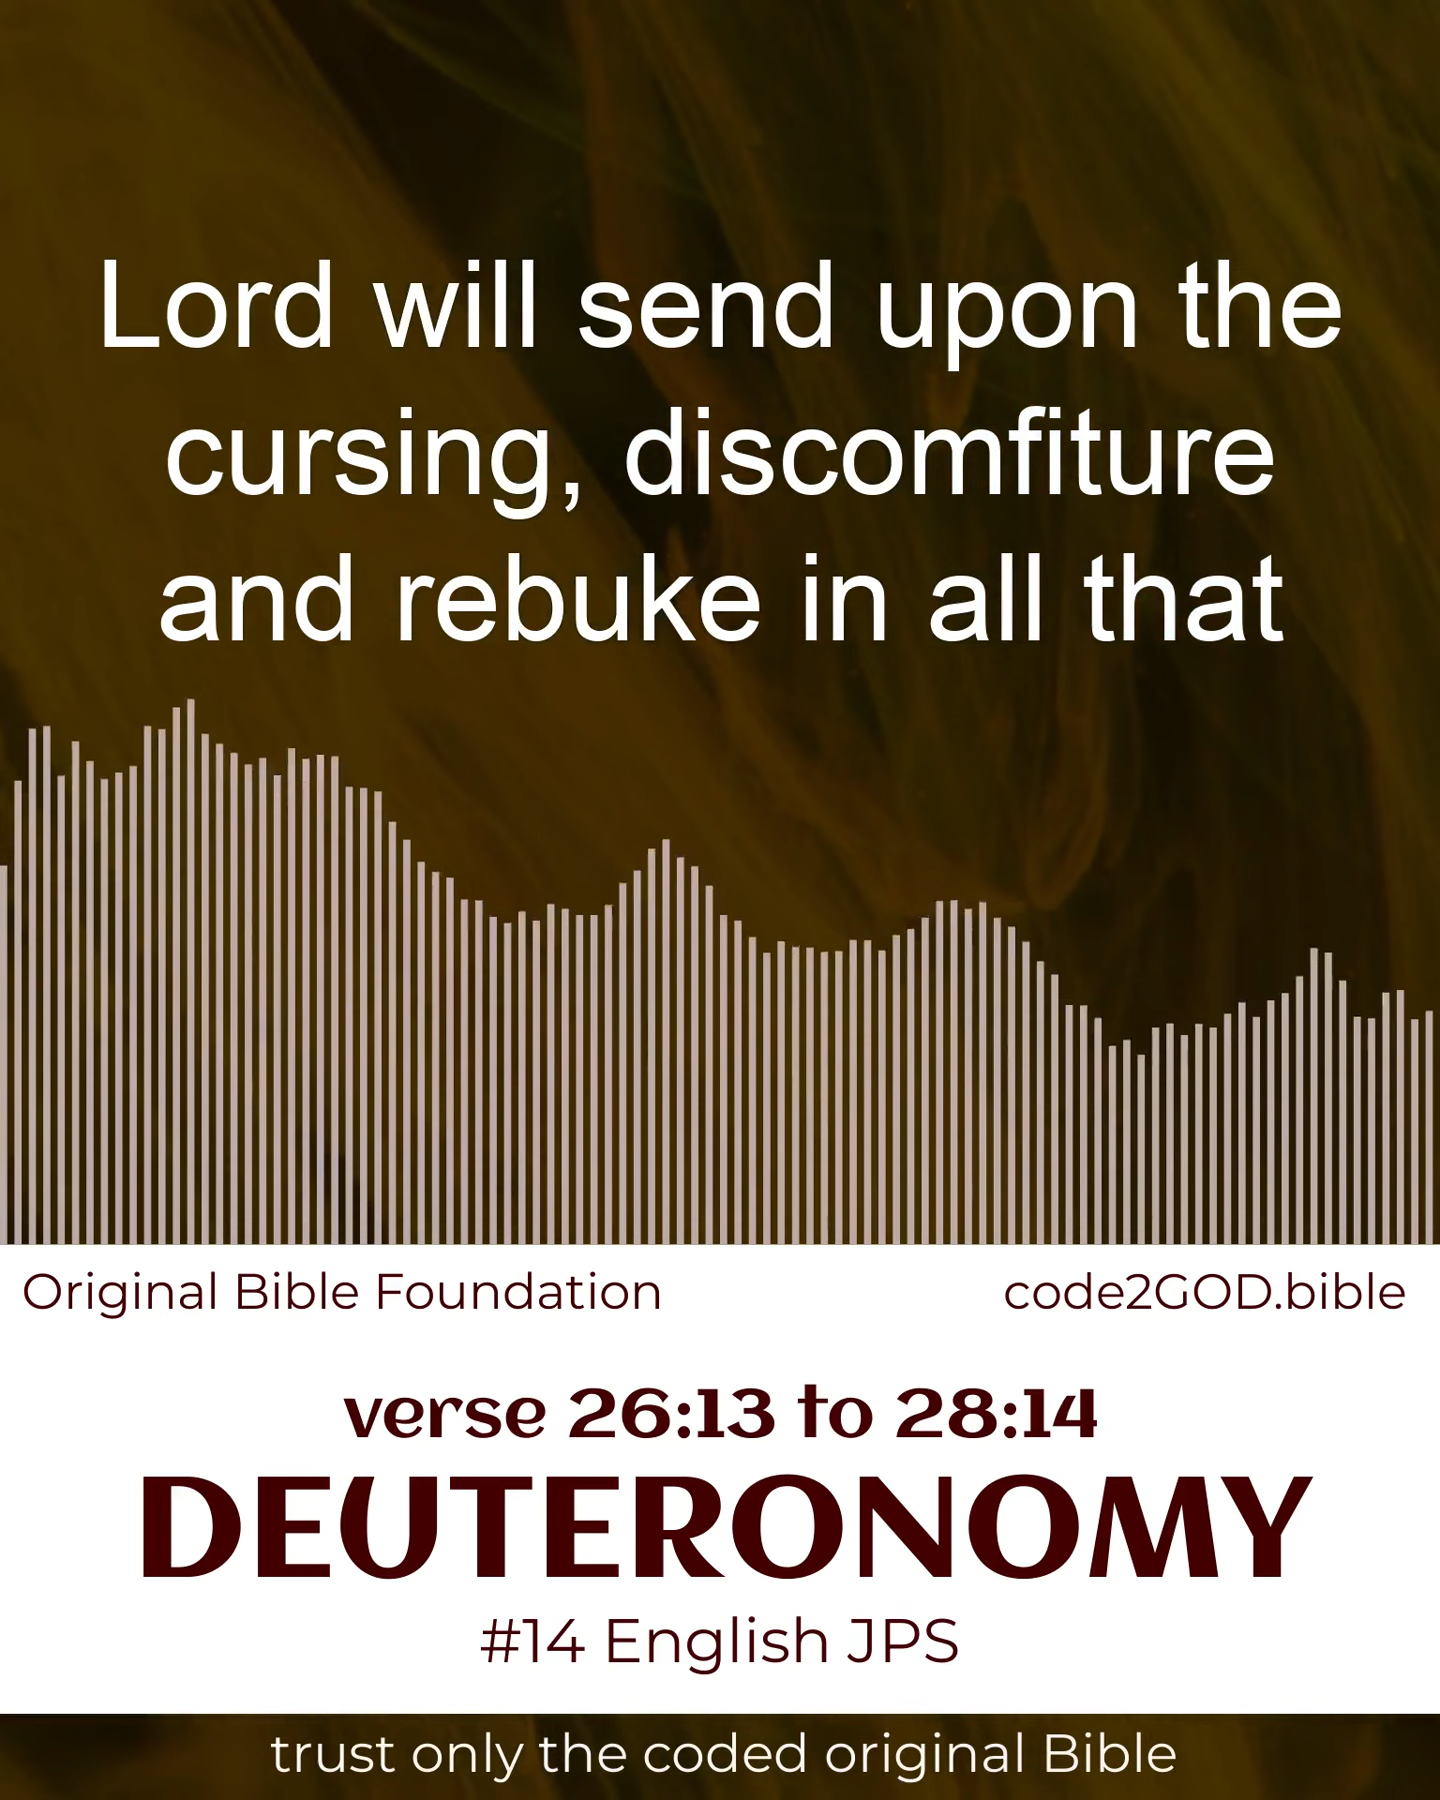 Lord will send upon the
cursing, discomfiture
and rebuke in all that
Original Bible Foundation
code2GOD.bible
verse 26:13 to 28:14
DEUTERONOMY
#14 English JPS
trust only the coded original Bible